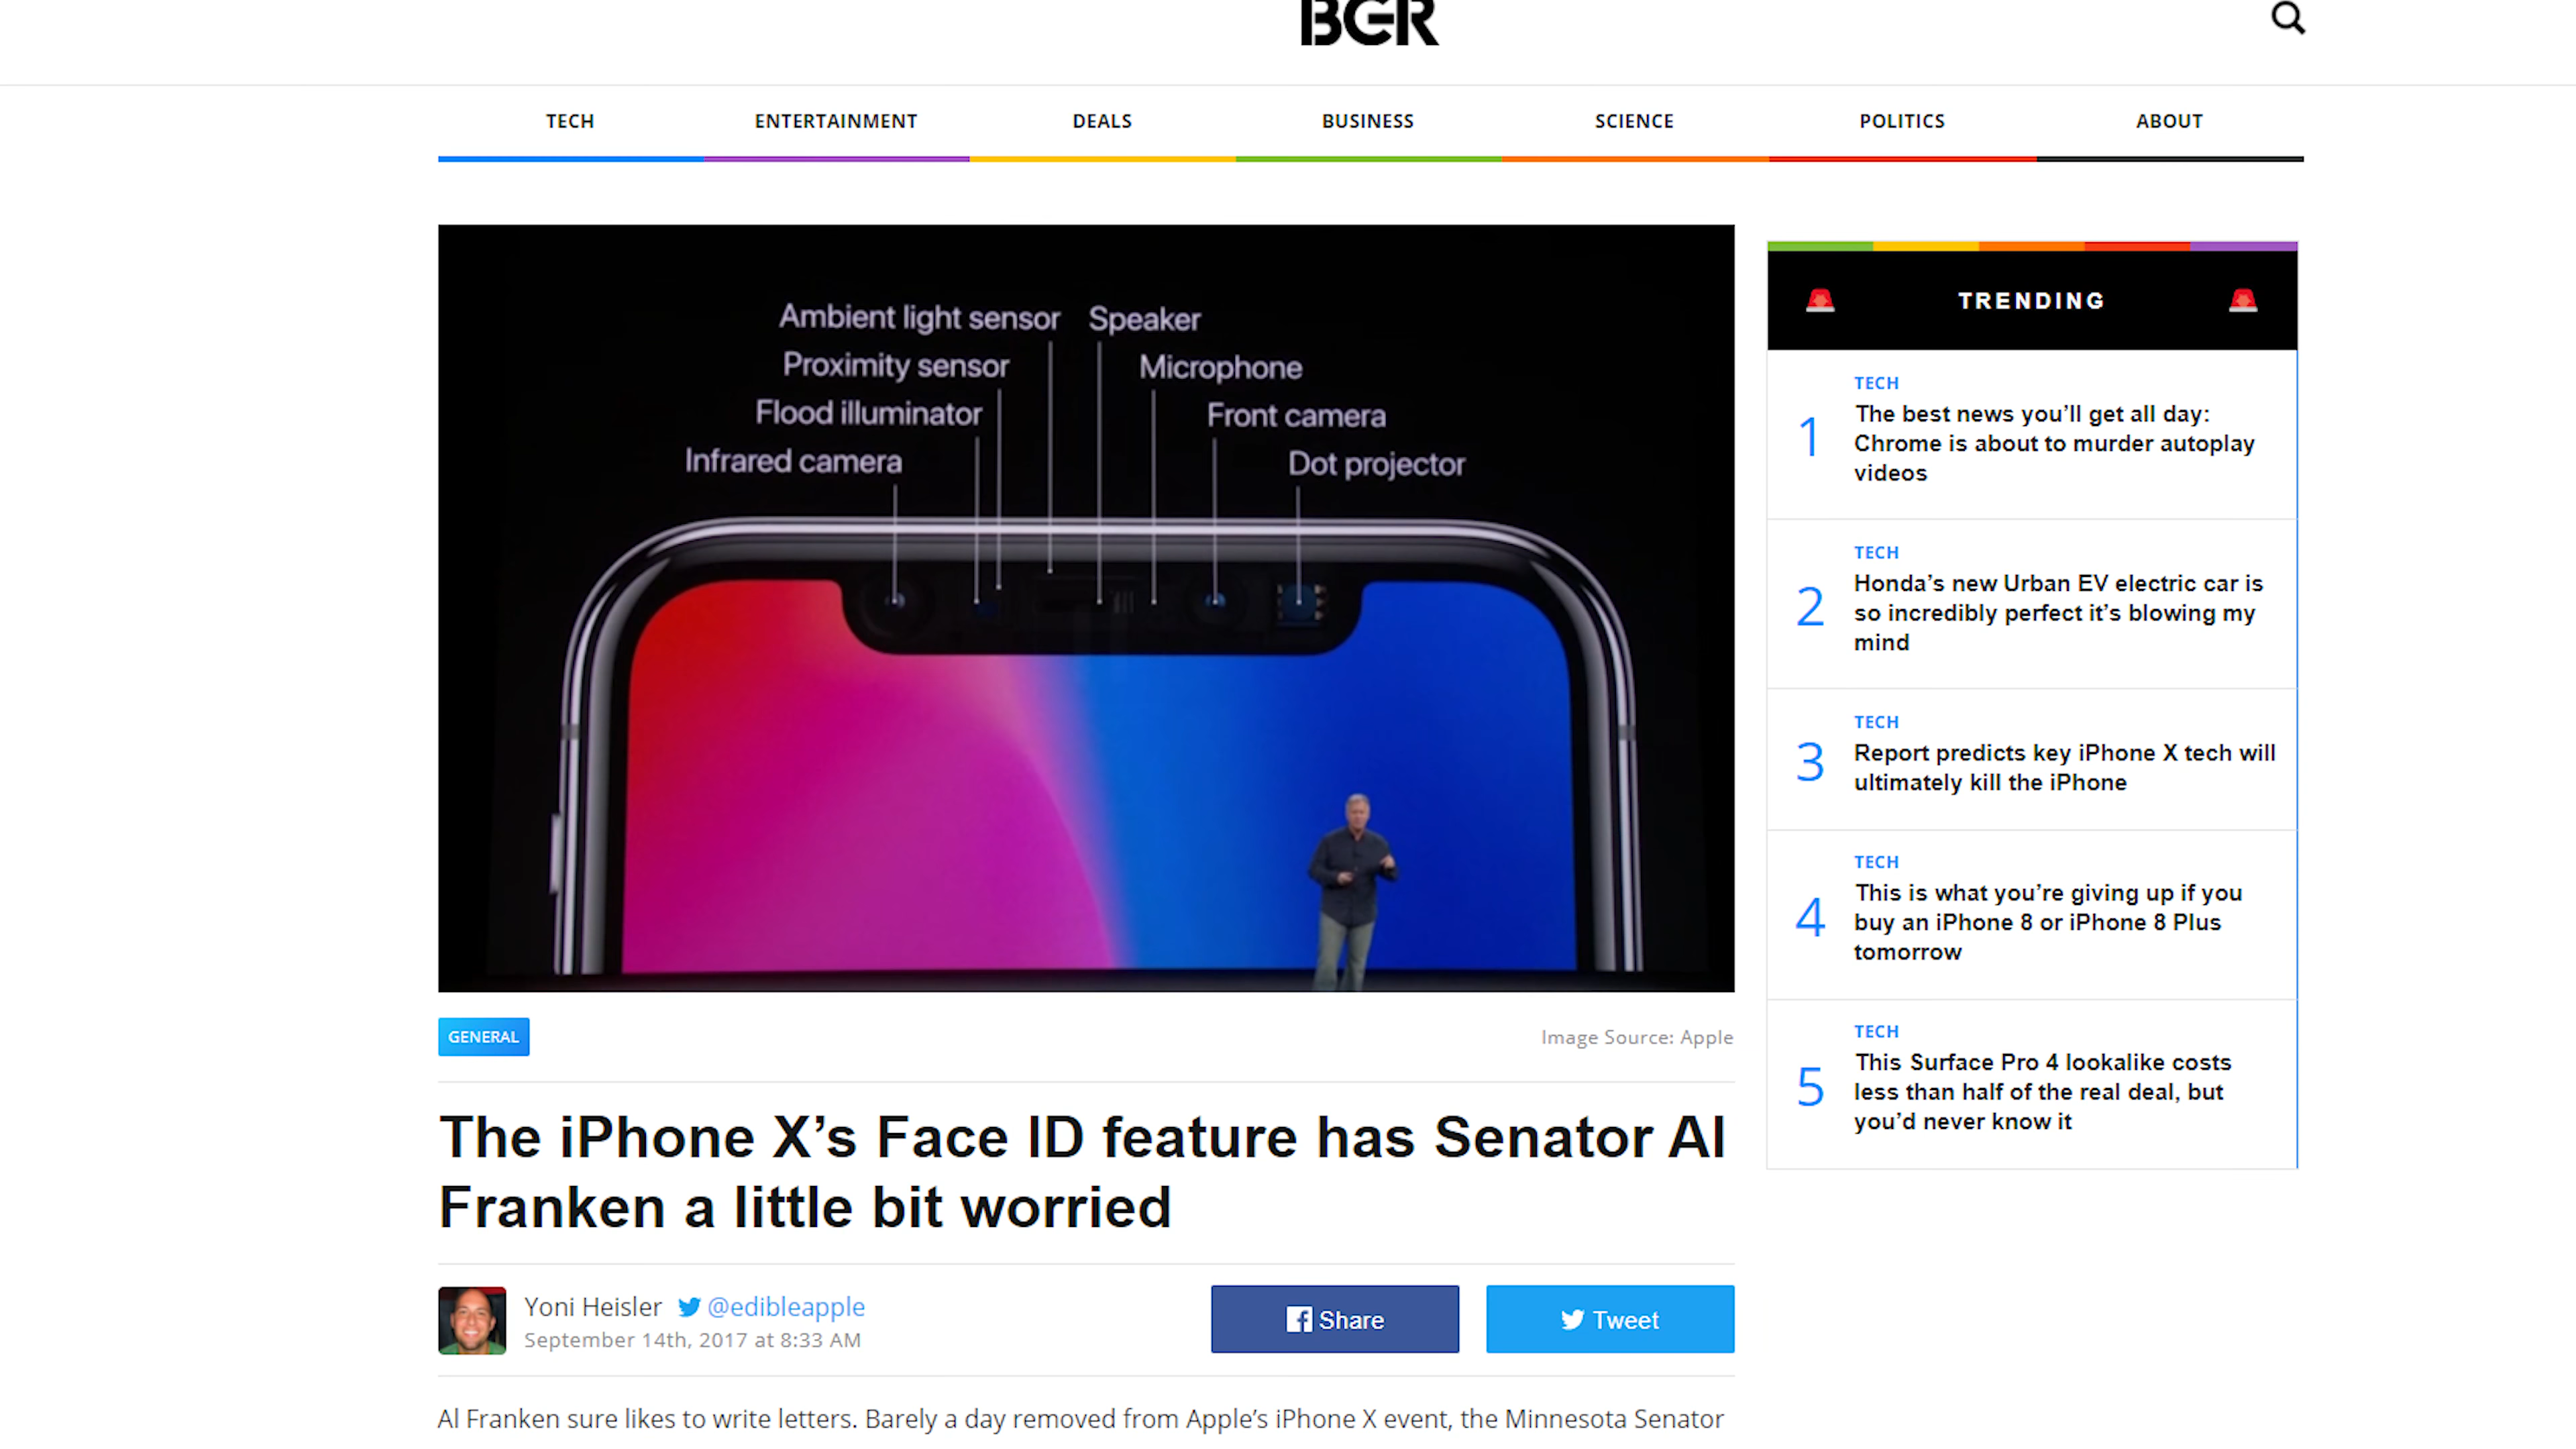 BGR
TECH ENTERTAINMENT DEALS BUSINESS SCIENCE POLITICS ABOUT
Ambient light sensor Speaker
Proximity sensor Microphone
Flood illuminator Front camera
Infrared camera Dot projector
GENERAL
Image Source: Apple
The iPhone X’s Face ID feature has Senator Al
Franken a little bit worried
Yoni Heisler @edibleapple
September 14th, 2017 at 8:33 AM
Share
Tweet
Al Franken sure likes to write letters. Barely a day removed from Apple’s iPhone X event, the Minnesota Senator
TRENDING
1
TECH
The best news you’ll get all day:
Chrome is about to murder autoplay
videos
2
TECH
Honda’s new Urban EV electric car is
so incredibly perfect it’s blowing my
mind
3
TECH
Report predicts key iPhone X tech will
ultimately kill the iPhone
4
TECH
This is what you’re giving up if you
buy an iPhone 8 or iPhone 8 Plus
tomorrow
5
TECH
This Surface Pro 4 lookalike costs
less than half of the real deal, but
you’d never know it